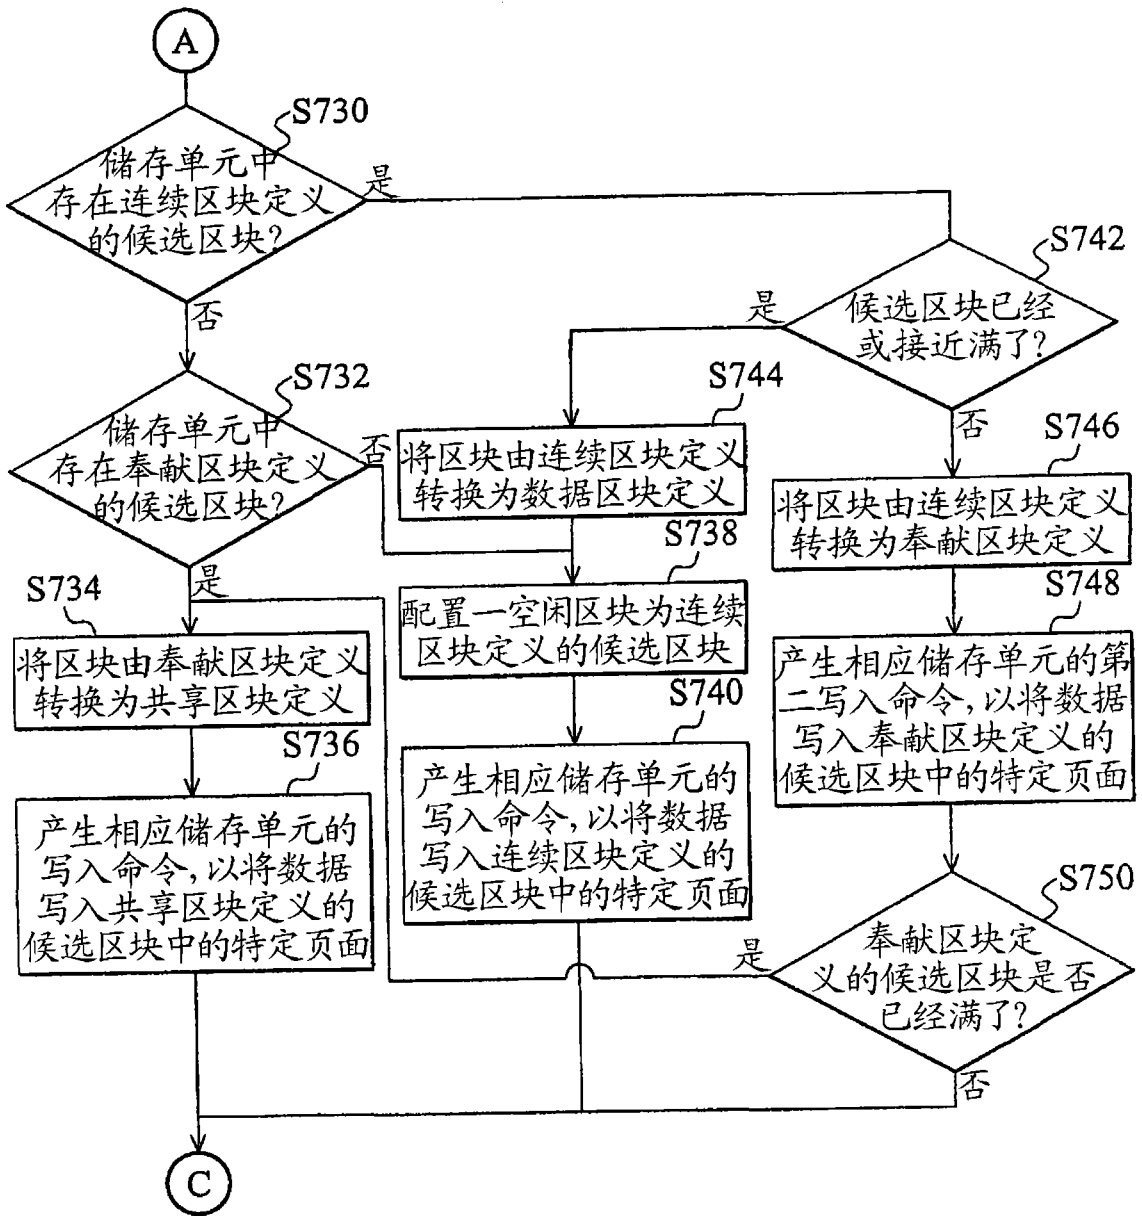 A
S730
储存单元中
存在连续区块定义
的候选区块?
是
否
S742
候选区块已经
或接近满了?
是
否
S732
储存单元中
存在奉献区块定义
的候选区块?
否
是
S744
将区块由连续区块定义
转换为数据区块定义
S746
将区块由连续区块定义
转换为奉献区块定义
S738
配置一空闲区块为连续
区块定义的候选区块
S734
将区块由奉献区块定义
转换为共享区块定义
S748
产生相应储存单元的第
二写入命令,以将数据
写入奉献区块定义的
候选区块中的特定页面
S740
产生相应储存单元的
写入命令,以将数据
写入连续区块定义的
候选区块中的特定页面
S736
产生相应储存单元的
写入命令,以将数据
写入共享区块定义的
候选区块中的特定页面
S750
奉献区块定
义的候选区块是否
已经满了?
是
否
C